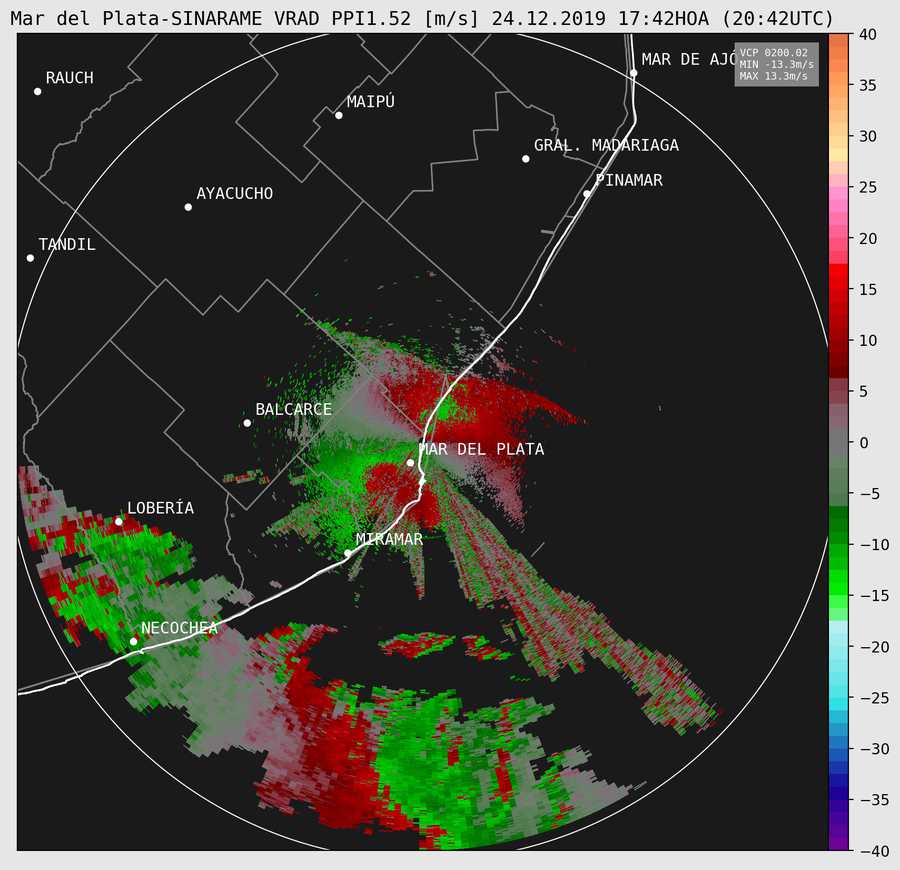 Mar del Plata-SINARAME VRAD PPI1.52 [m/s] 24.12.2019 17:42HOA (20:42UTC)
VCP 0200.02
MIN -13.3m/s
MAX 13.3m/s
MAR DE AJÓ
RAUCH
MAIPÚ
GRAL. MADARIAGA
PINAMAR
AYACUCHO
TANDIL
BALCARCE
MAR DEL PLATA
LOBERÍA
MIRAMAR
NECOCHEA
40
35
30
25
20
15
10
5
0
−5
−10
−15
−20
−25
−30
−35
−40